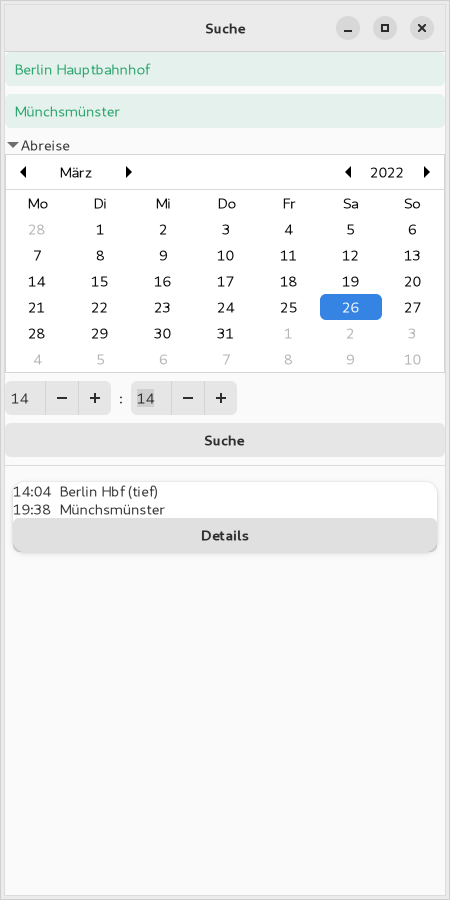 Suche
Berlin Hauptbahnhof
Münchsmünster
Abreise
März 2022
Mo Di Mi Do Fr Sa So
28 1 2 3 4 5 6
7 8 9 10 11 12 13
14 15 16 17 18 19 20
21 22 23 24 25 26 27
28 29 30 31 1 2 3
4 5 6 7 8 9 10
14 − + : 14 − +
Suche
14:04 Berlin Hbf (tief)
19:38 Münchsmünster
Details